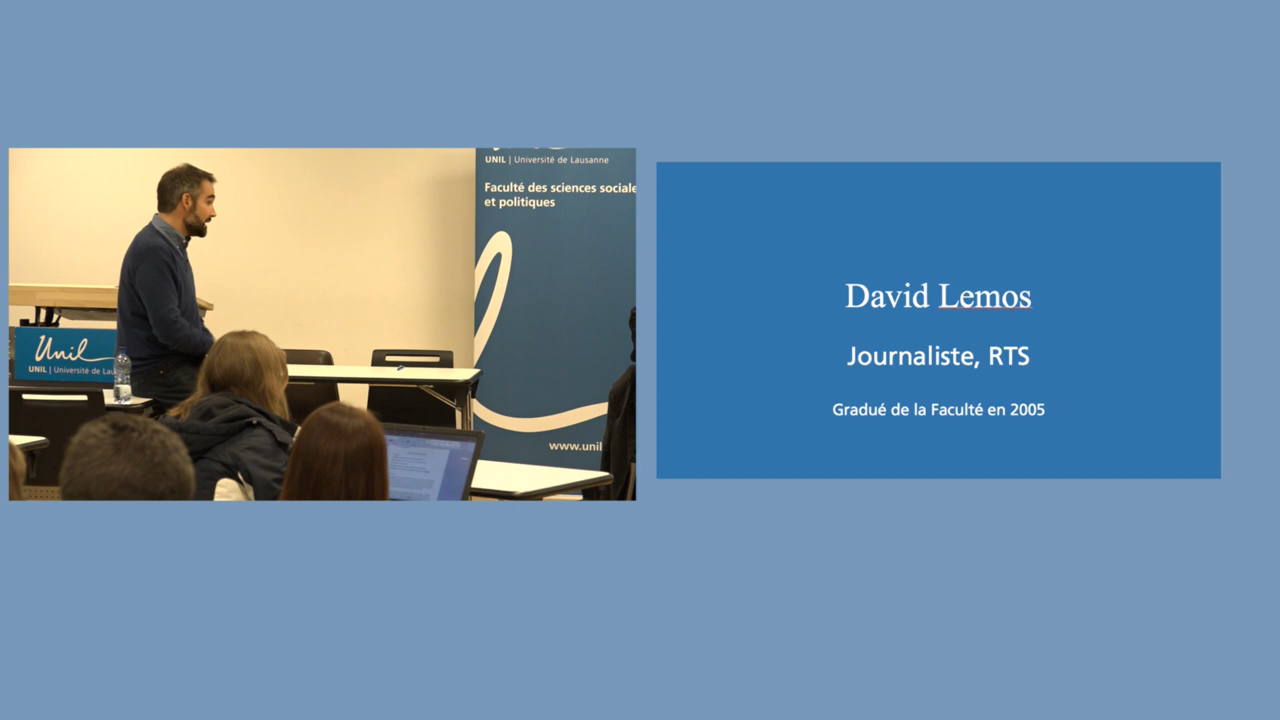 UNIL | Université de Lausanne
Faculté des sciences sociale
et politiques
Unil
UNIL | Université de Lau
www.unil
David Lemos
Journaliste, RTS
Gradué de la Faculté en 2005